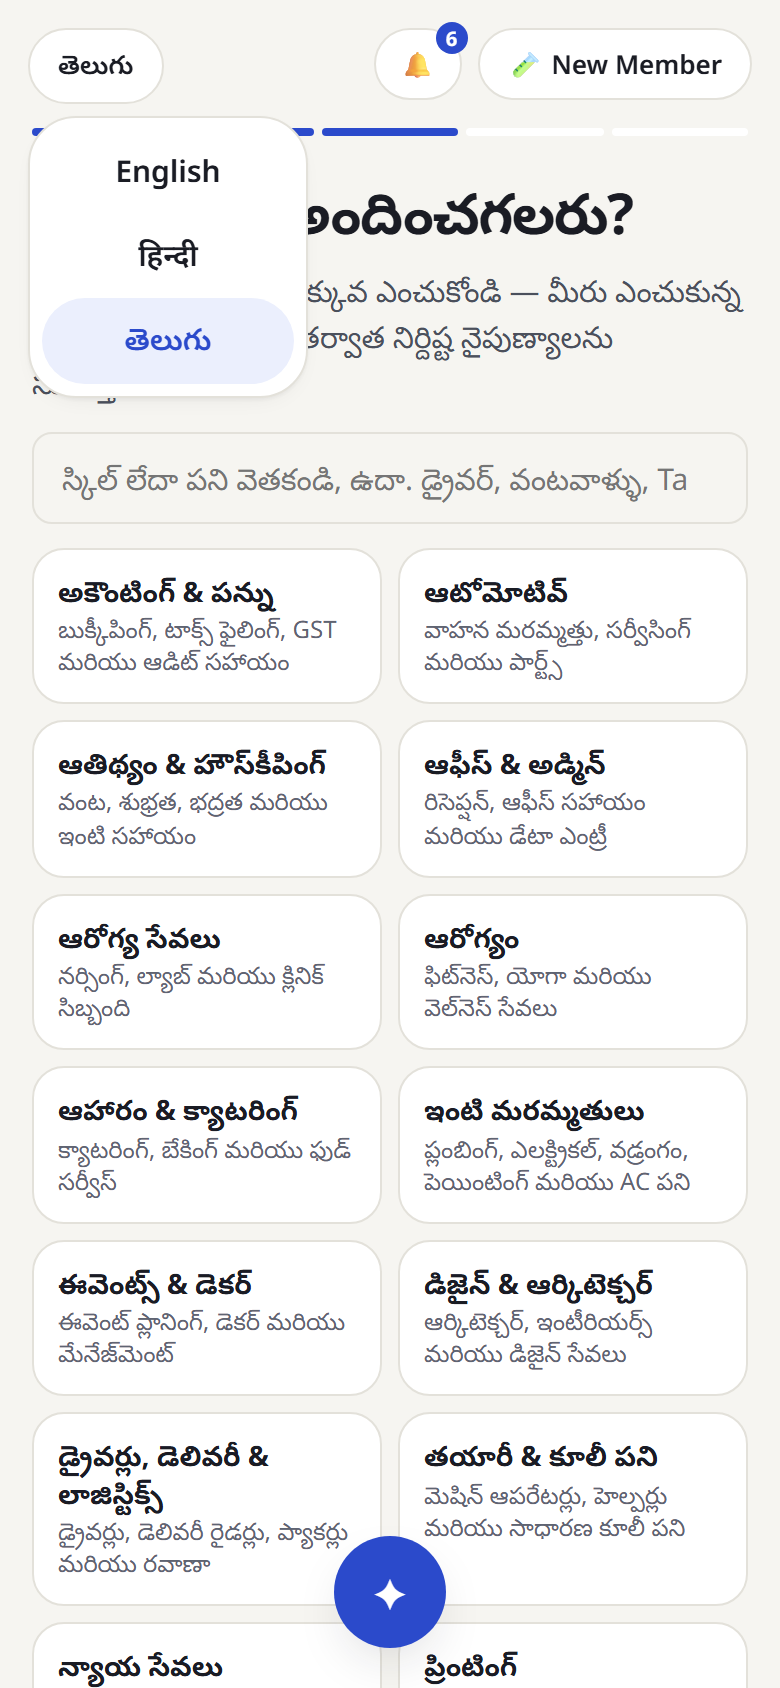 తెలుగు
6
New Member
English
हिन्दी
తెలుగు
అందించగలరు?
ఎంచుకోండి — మీరు ఎంచుకున్న
తర్వాత నిర్దిష్ట నైపుణ్యాలను
స్కిల్ లేదా పని వెతకండి, ఉదా. డ్రైవర్, వంటవాళ్ళు, Ta
అకౌంటింగ్ & పన్ను
బుక్కీపింగ్, టాక్స్ ఫైలింగ్, GST
మరియు ఆడిట్ సహాయం
ఆటోమోటివ్
వాహన మరమ్మత్తు, సర్వీసింగ్
మరియు పార్ట్స్
ఆతిథ్యం & హౌస్‌కీపింగ్
వంట, శుభ్రత, భద్రత మరియు
ఇంటి సహాయం
ఆఫీస్ & అడ్మిన్
రిసెప్షన్, ఆఫీస్ సహాయం
మరియు డేటా ఎంట్రీ
ఆరోగ్య సేవలు
నర్సింగ్, ల్యాబ్ మరియు క్లినిక్
సిబ్బంది
ఆరోగ్యం
ఫిట్‌నెస్, యోగా మరియు
వెల్‌నెస్ సేవలు
ఆహారం & క్యాటరింగ్
క్యాటరింగ్, బేకింగ్ మరియు ఫుడ్
సర్వీస్
ఇంటి మరమ్మతులు
ప్లంబింగ్, ఎలక్ట్రికల్, వడ్రంగం,
పెయింటింగ్ మరియు AC పని
ఈవెంట్స్ & డెకర్
ఈవెంట్ ప్లానింగ్, డెకర్ మరియు
మేనేజ్‌మెంట్
డిజైన్ & ఆర్కిటెక్చర్
ఆర్కిటెక్చర్, ఇంటీరియర్స్
మరియు డిజైన్ సేవలు
డ్రైవర్లు, డెలివరీ &
లాజిస్టిక్స్
డ్రైవర్లు, డెలివరీ రైడర్లు, ప్యాకర్లు
మరియు రవాణా
తయారీ & కూలీ పని
మెషిన్ ఆపరేటర్లు, హెల్పర్లు
మరియు సాధారణ కూలీ పని
న్యాయ సేవలు
ప్రింటింగ్